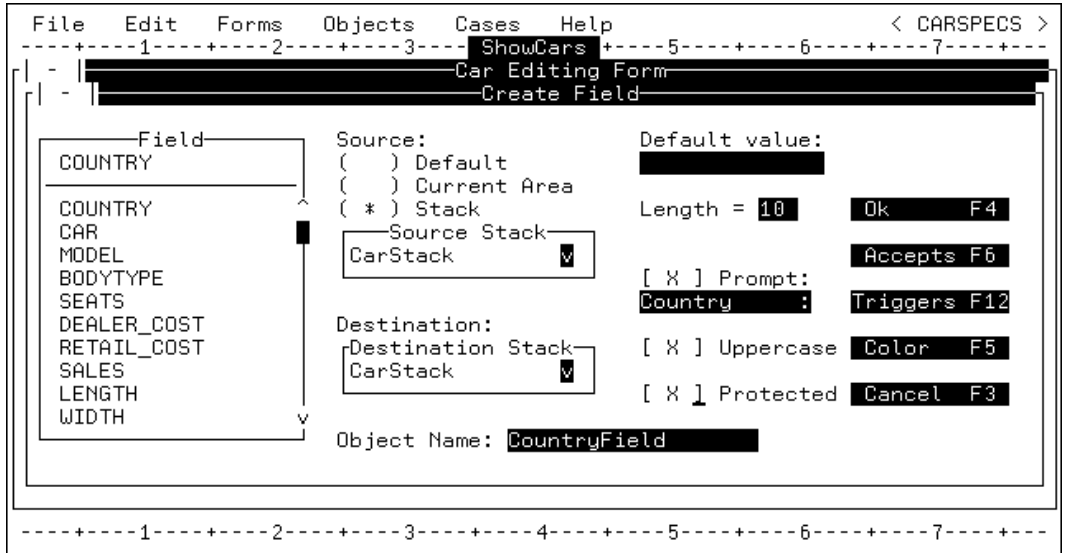 File Edit Forms Objects Cases Help < CARSPECS >
----+----1----+----2----+----3---- ShowCars +----5----+----6----+----7----+---
- Car Editing Form
- Create Field
Field
COUNTRY
COUNTRY
CAR
MODEL
BODYTYPE
SEATS
DEALER_COST
RETAIL_COST
SALES
LENGTH
WIDTH
Source:
( ) Default
( ) Current Area
( * ) Stack
Source Stack
CarStack v
Destination:
Destination Stack
CarStack v
Object Name: CountryField
Default value:
Length = 10
[ X ] Prompt:
Country :
[ X ] Uppercase
[ X ] Protected
Ok F4
Accepts F6
Triggers F12
Color F5
Cancel F3
----+----1----+----2----+----3----+----4----+----5----+----6----+----7----+---